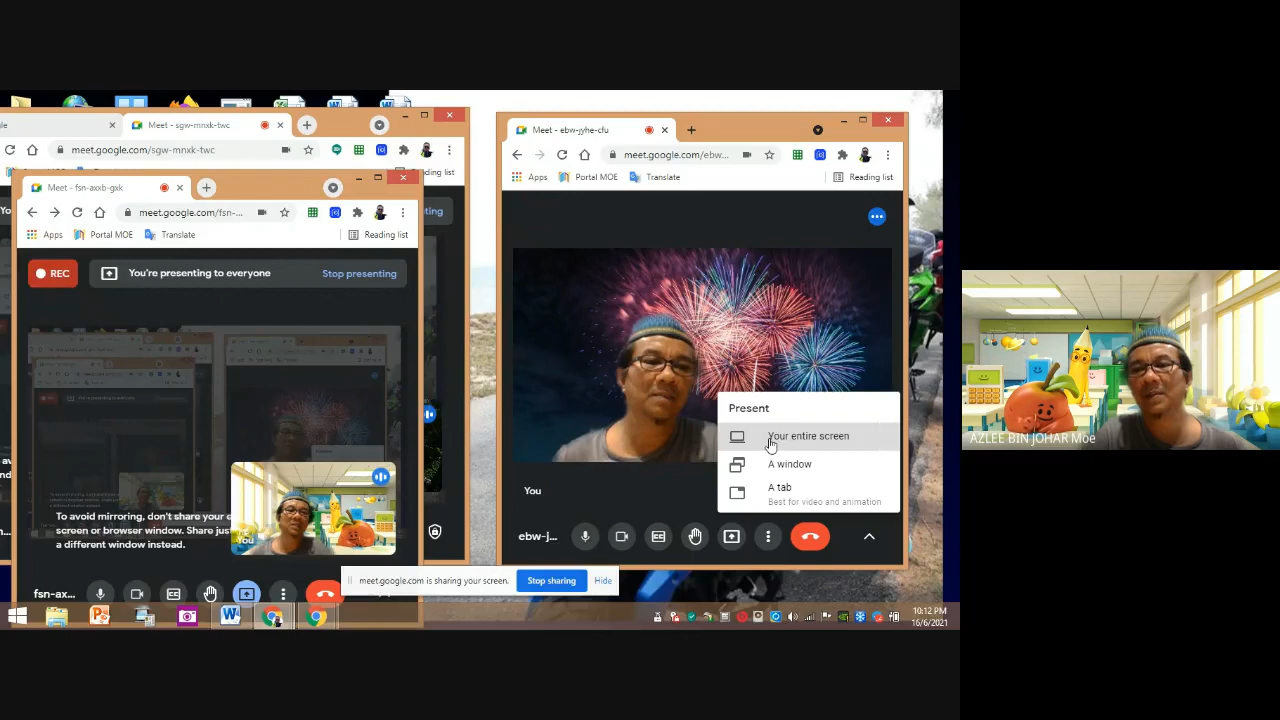 gle
Meet - sgw-mnxk-twc
meet.google.com/sgw-mnxk-twc
Reading list
Meet - fsn-axxb-gxk
meet.google.com/fsn-...
Apps
Portal MOE
Translate
Reading list
REC
You're presenting to everyone
Stop presenting
To avoid mirroring, don't share your e
screen or browser window. Share jus
a different window instead.
fsn-ax...
meet.google.com is sharing your screen.
Stop sharing
Hide
Meet - ebw-jyhe-cfu
meet.google.com/ebw...
Apps
Portal MOE
Translate
Reading list
Present
Your entire screen
A window
A tab
Best for video and animation
You
ebw-j...
10:12 PM
16/6/2021
AZLEE BIN JOHAR Moe